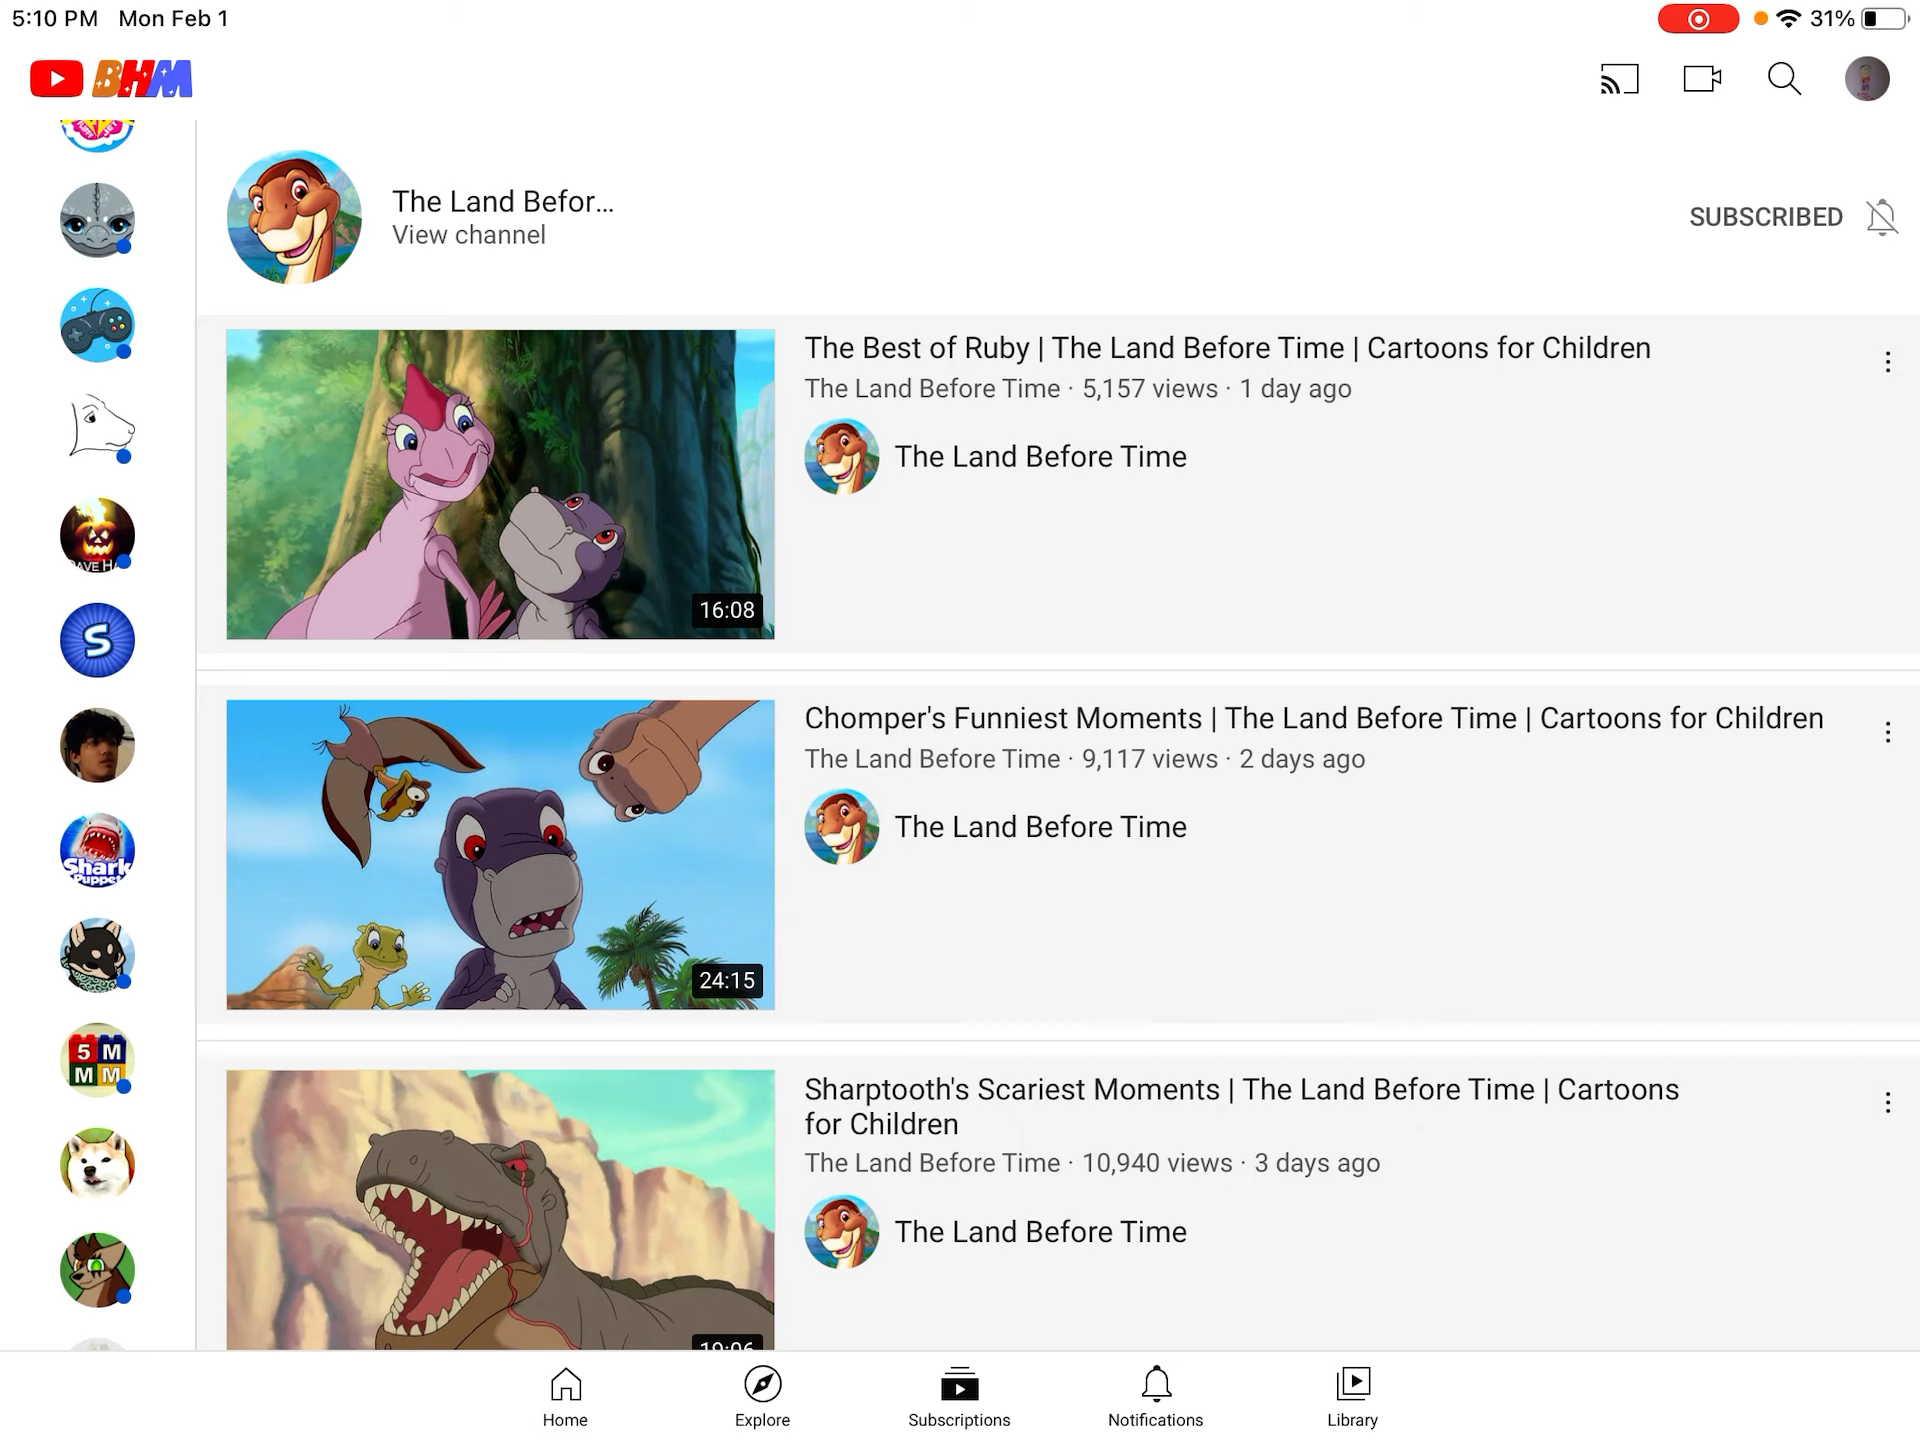 5:10 PM Mon Feb 1
31%
BHM
The Land Befor...
View channel
SUBSCRIBED
The Best of Ruby | The Land Before Time | Cartoons for Children
The Land Before Time · 5,157 views · 1 day ago
The Land Before Time
16:08
Chomper's Funniest Moments | The Land Before Time | Cartoons for Children
The Land Before Time · 9,117 views · 2 days ago
The Land Before Time
24:15
Sharptooth's Scariest Moments | The Land Before Time | Cartoons
for Children
The Land Before Time · 10,940 views · 3 days ago
The Land Before Time
19:06
S
Shark
Puppet
5 M
M M
Home
Explore
Subscriptions
Notifications
Library